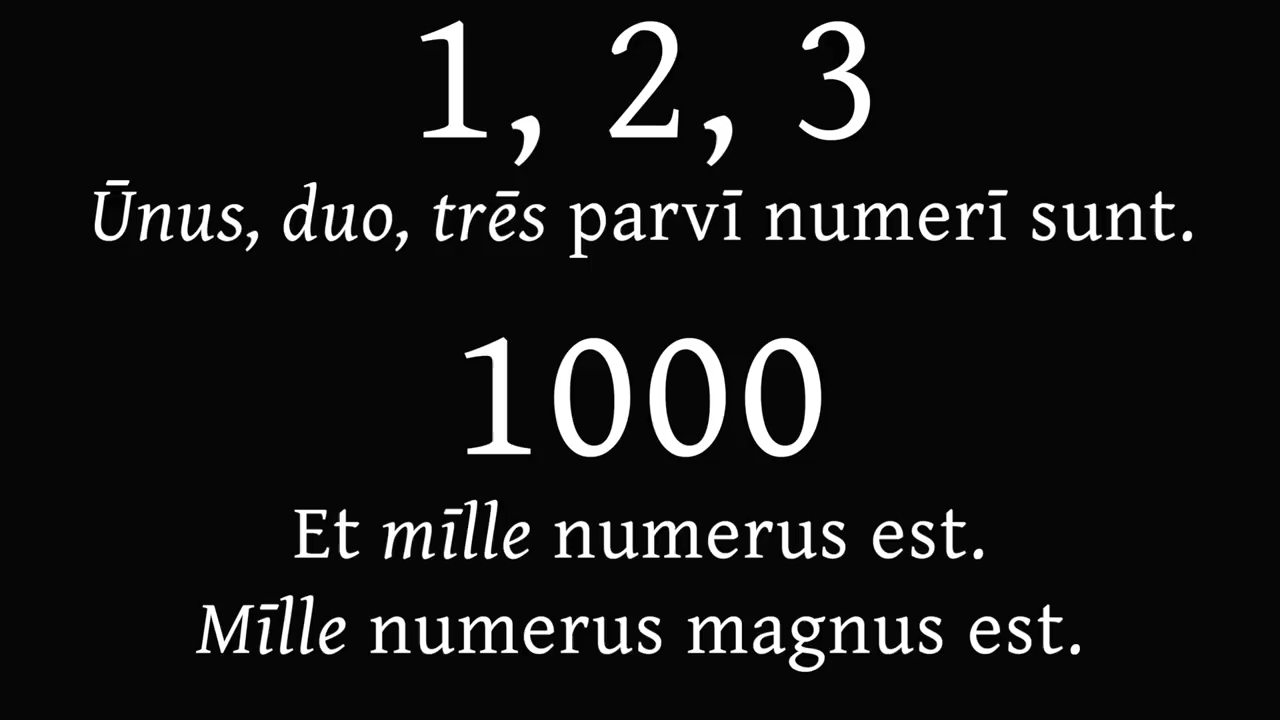 1, 2, 3
Ūnus, duo, trēs parvī numerī sunt.
1000
Et mīlle numerus est.
Mīlle numerus magnus est.